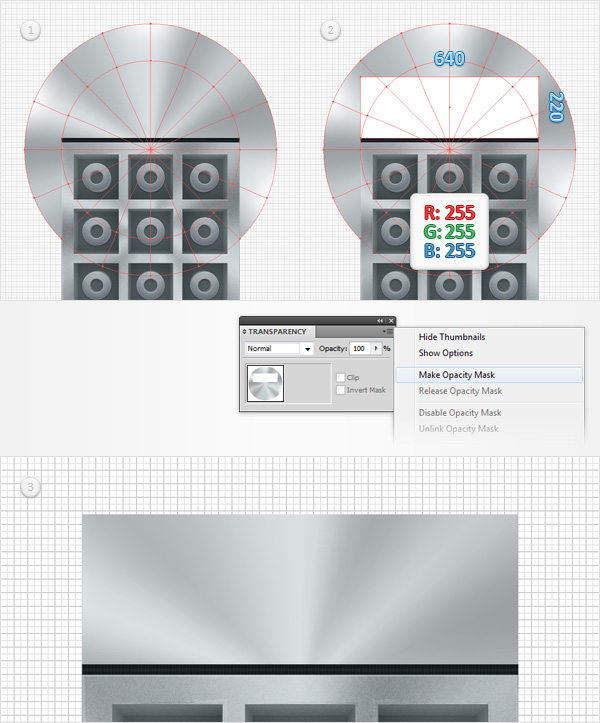 1
2
640
220
R: 255
G: 255
B: 255
TRANSPARENCY
Normal
Opacity: 100 %
Clip
Invert Mask
Hide Thumbnails
Show Options
Make Opacity Mask
Release Opacity Mask
Disable Opacity Mask
Unlink Opacity Mask
3